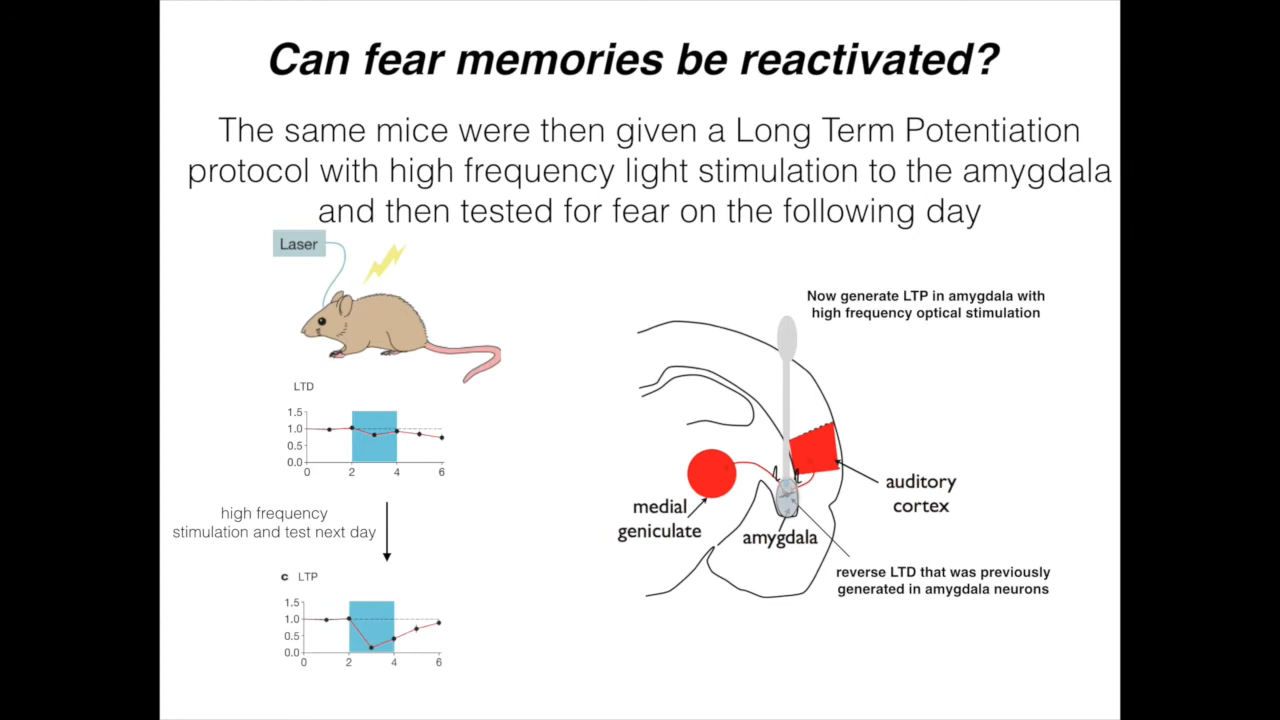 Can fear memories be reactivated?
The same mice were then given a Long Term Potentiation
protocol with high frequency light stimulation to the amygdala
and then tested for fear on the following day
Laser
LTD
1.5
1.0
0.5
0.0
0 2 4 6
high frequency
stimulation and test next day
c LTP
1.5
1.0
0.5
0.0
0 2 4 6
Now generate LTP in amygdala with
high frequency optical stimulation
medial
geniculate
amygdala
auditory
cortex
reverse LTD that was previously
generated in amygdala neurons